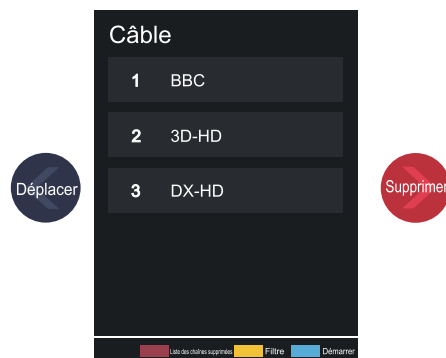 Câble
1 BBC
2 3D-HD
Déplacer
3 DX-HD
Supprimer
Liste des chaînes supprimées Filtre Démarrer